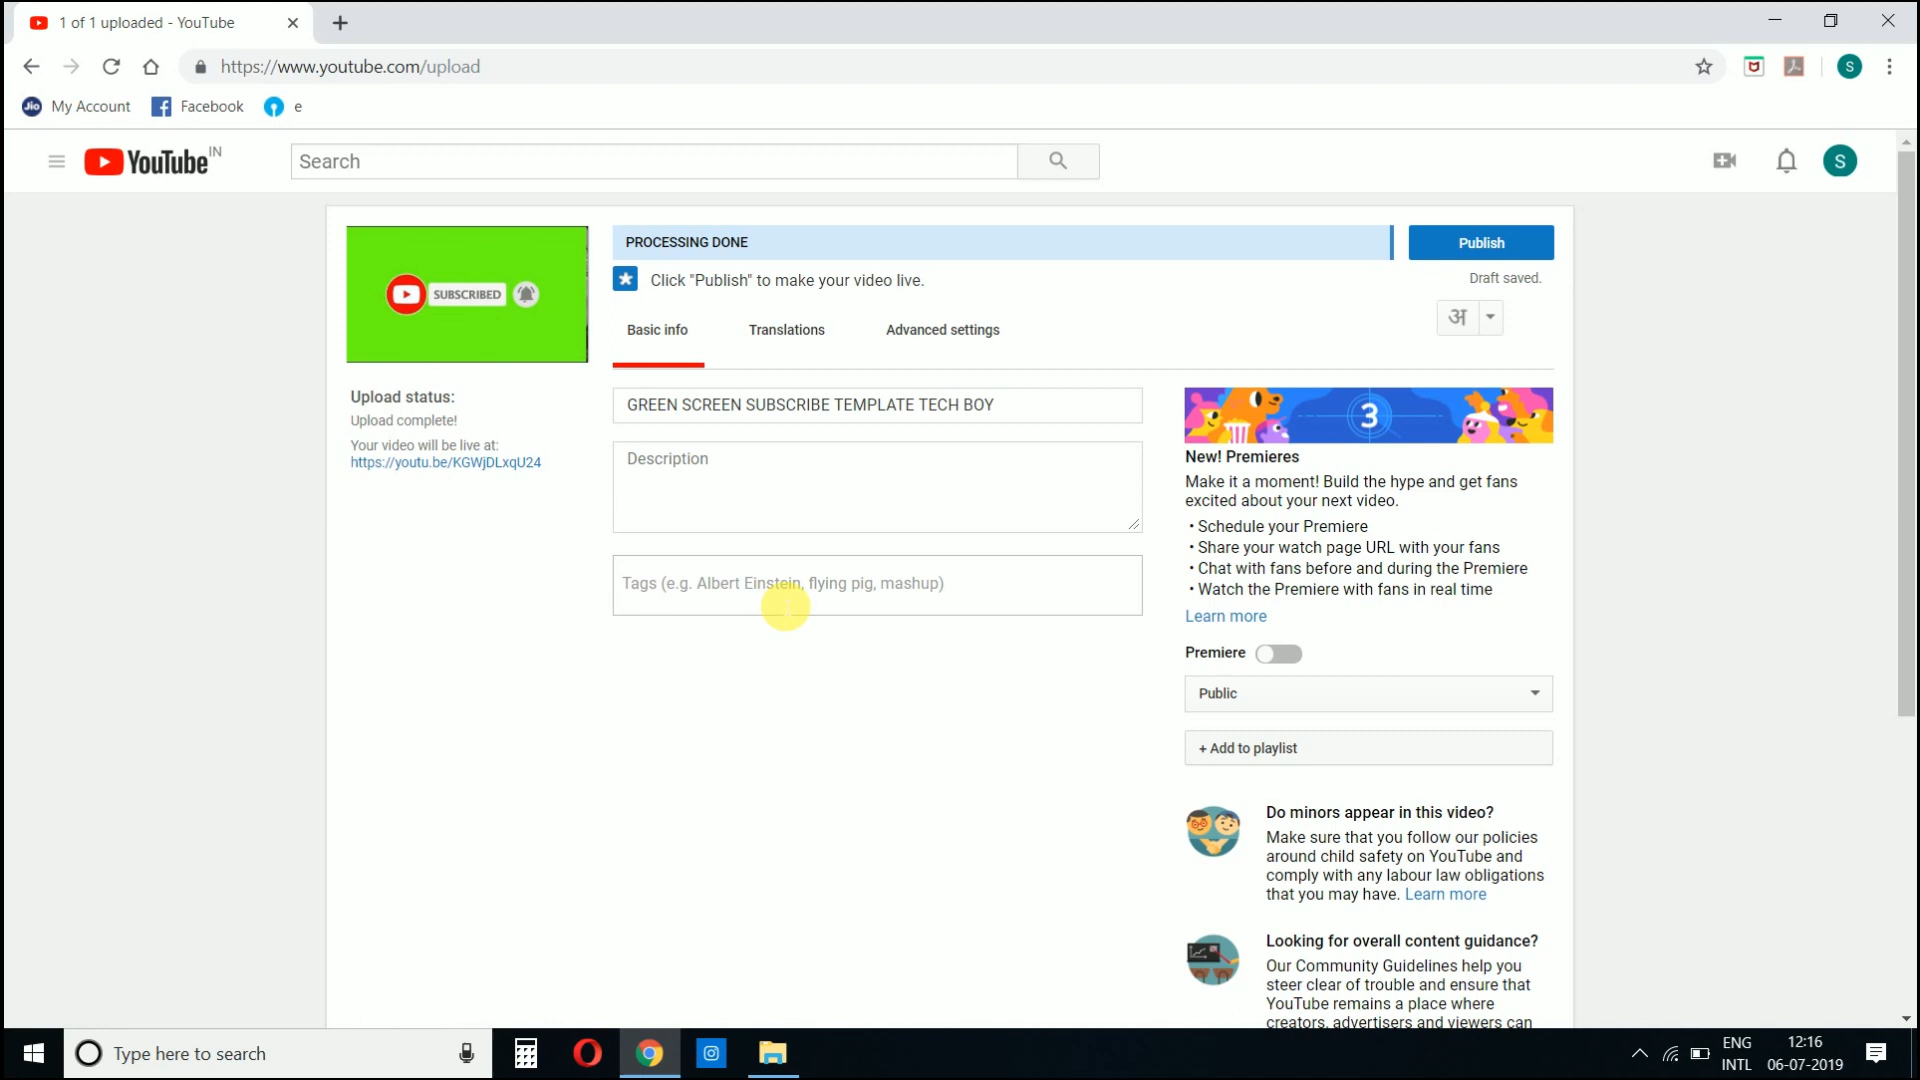 1 of 1 uploaded - YouTube
https://www.youtube.com/upload
S
Jio My Account Facebook e
YouTube IN
Search
S
SUBSCRIBED
PROCESSING DONE
Publish
Click "Publish" to make your video live.
Draft saved.
Basic info Translations Advanced settings
अ
Upload status:
Upload complete!
Your video will be live at:
https://youtu.be/KGWjDLxqU24
GREEN SCREEN SUBSCRIBE TEMPLATE TECH BOY
Description
Tags (e.g. Albert Einstein, flying pig, mashup)
3
New! Premieres
Make it a moment! Build the hype and get fans
excited about your next video.
• Schedule your Premiere
• Share your watch page URL with your fans
• Chat with fans before and during the Premiere
• Watch the Premiere with fans in real time
Learn more
Premiere
Public
+ Add to playlist
Do minors appear in this video?
Make sure that you follow our policies
around child safety on YouTube and
comply with any labour law obligations
that you may have. Learn more
Looking for overall content guidance?
Our Community Guidelines help you
steer clear of trouble and ensure that
YouTube remains a place where
creators, advertisers and viewers can
Type here to search
ENG
INTL
12:16
06-07-2019